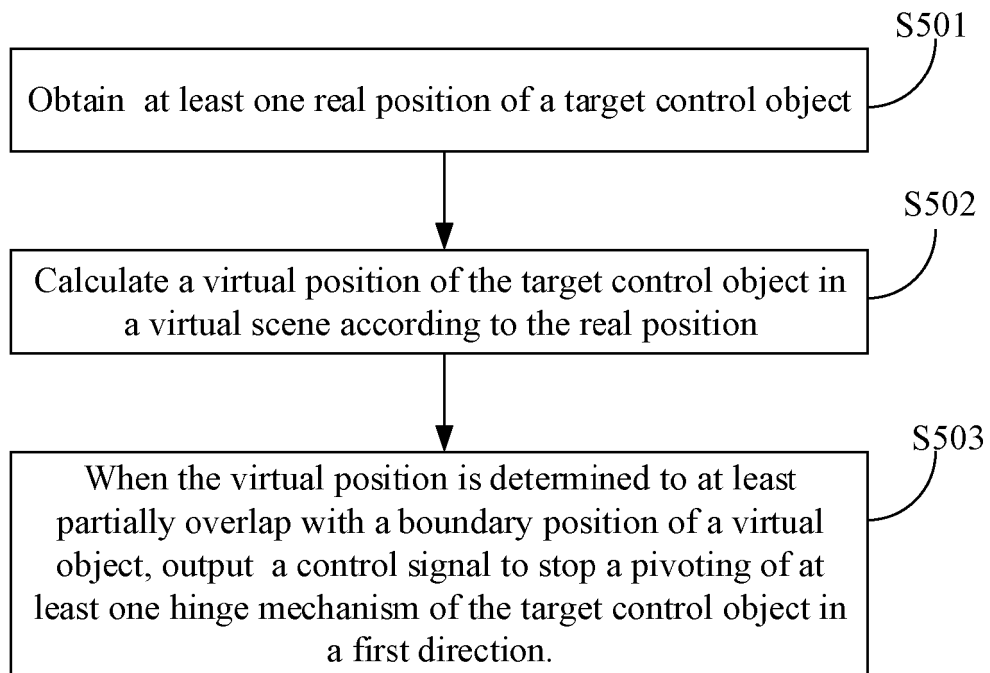 S501
Obtain at least one real position of a target control object
S502
Calculate a virtual position of the target control object in
a virtual scene according to the real position
S503
When the virtual position is determined to at least
partially overlap with a boundary position of a virtual
object, output a control signal to stop a pivoting of at
least one hinge mechanism of the target control object in
a first direction.